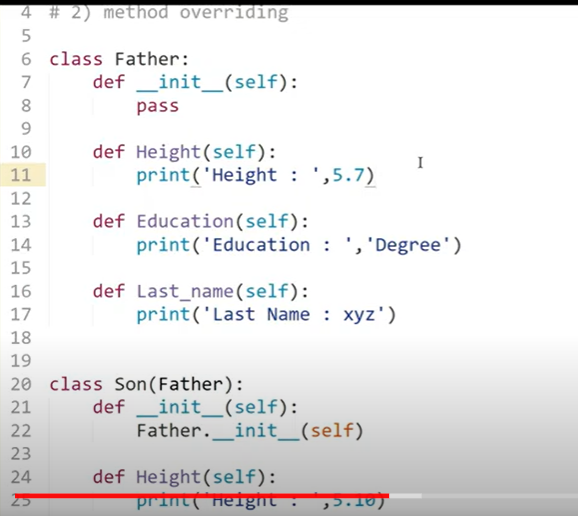 4 # 2) method overriding
5
6 class Father:
7     def __init__(self):
8         pass
9
10     def Height(self):
11         print('Height : ',5.7)
12
13     def Education(self):
14         print('Education : ','Degree')
15
16     def Last_name(self):
17         print('Last Name : xyz')
18
19
20 class Son(Father):
21     def __init__(self):
22         Father.__init__(self)
23
24     def Height(self):
25         print('Height : ',5.10)